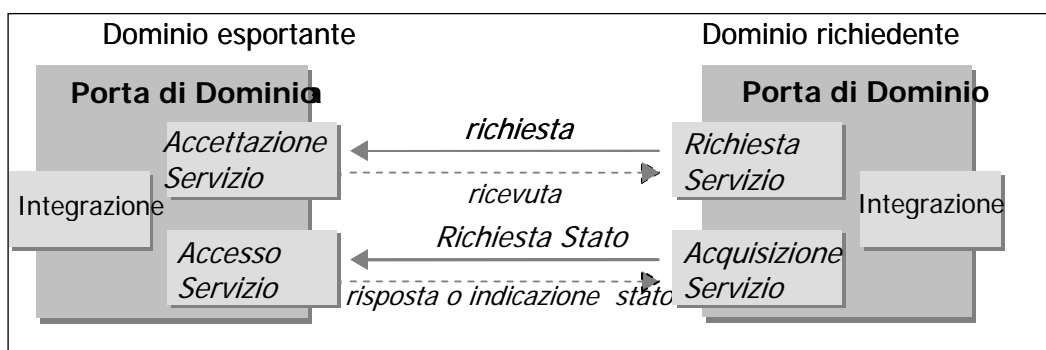 Dominio esportante
Dominio richiedente
Porta di Dominio
Porta di Dominio
Accettazione
Servizio
richiesta
Richiesta
Servizio
ricevuta
Integrazione
Integrazione
Richiesta Stato
Accesso
Servizio
Acquisizione
Servizio
risposta o indicazione stato